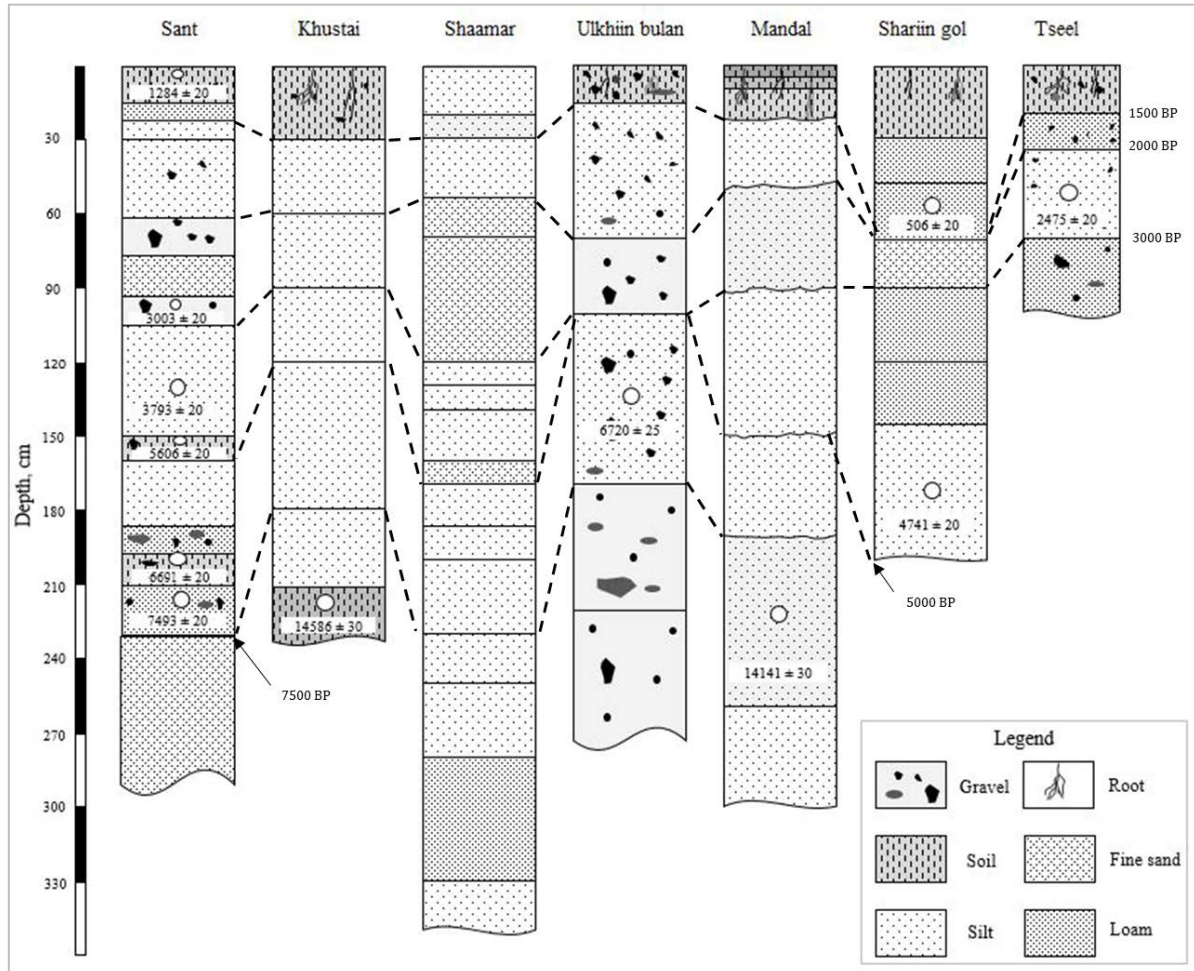 Sant Khustai Shaamar Ulkhiin bulan Mandal Shariin gol Tseel
1284 ± 20
1500 BP
30
2000 BP
60
506 ± 20
2475 ± 20
3000 BP
90
3003 ± 20
120
3793 ± 20
6720 ± 25
150
5606 ± 20
180
4741 ± 20
6691 ± 20
210
5000 BP
7493 ± 20
14586 ± 30
240
14141 ± 30
7500 BP
270
300
330
Depth, cm
Legend
Gravel Root
Soil Fine sand
Silt Loam